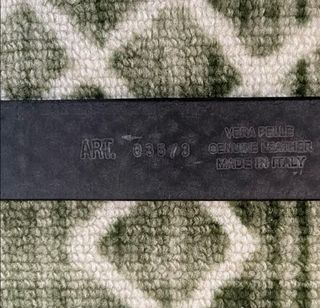 ART. 035/3
VERA PELLE
GENUINE LEATHER
MADE IN ITALY